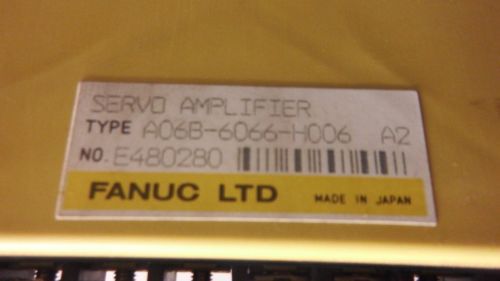 SERVO AMPLIFIER
TYPE A06B-6066-H006 A2
NO. E480280
FANUC LTD MADE IN JAPAN